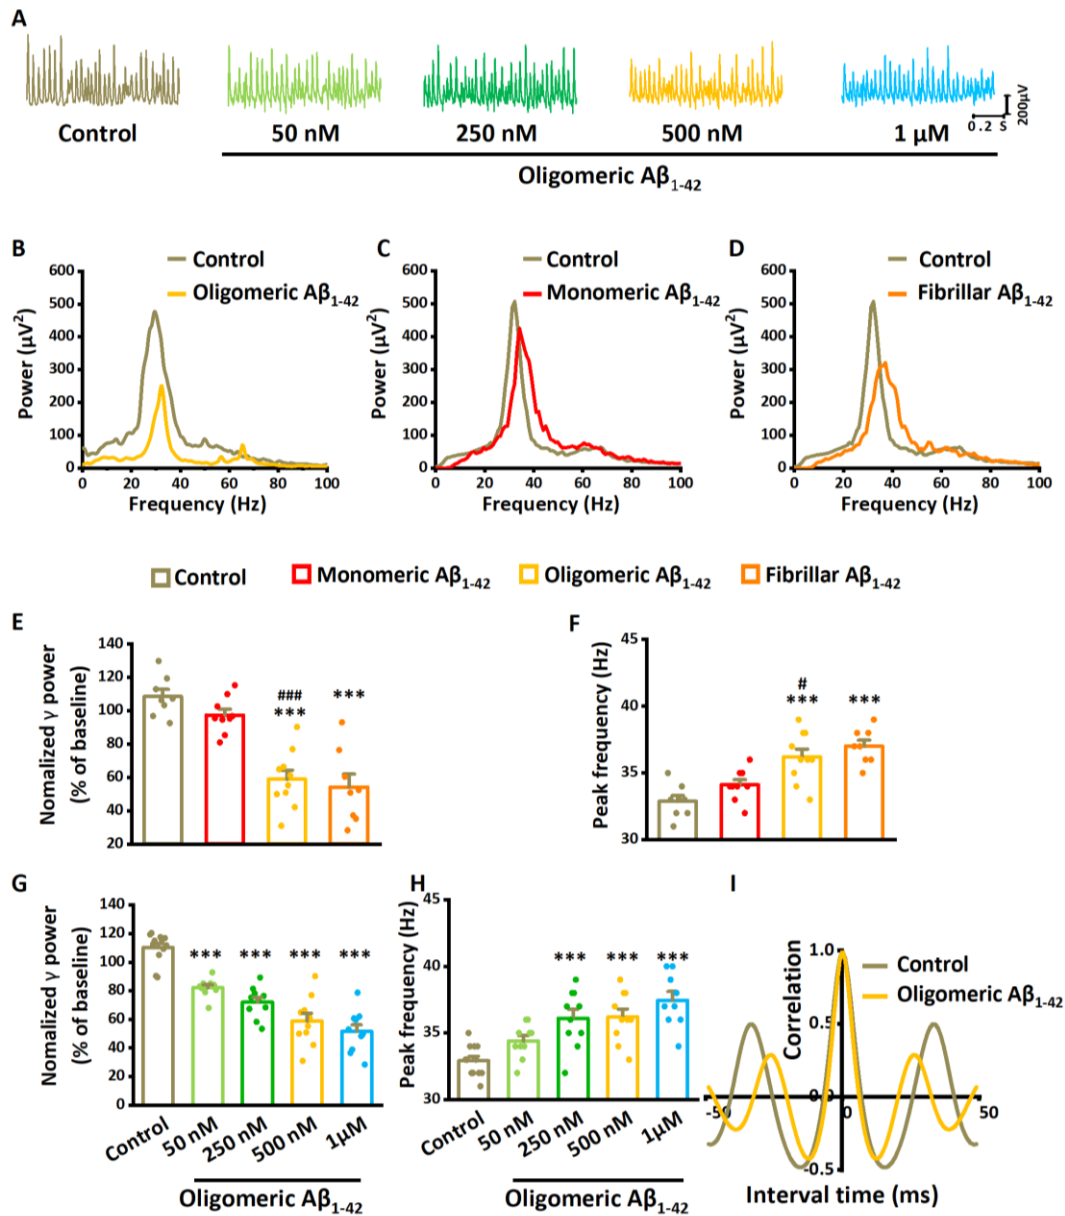 A
Control
50 nM
250 nM
500 nM
1 µM
0.2 S
200µV
Oligomeric Aβ1-42
B
Control
Oligomeric Aβ1-42
600
500
400
300
200
100
0
Power (µV2)
0 20 40 60 80 100
Frequency (Hz)
C
Control
Monomeric Aβ1-42
600
500
400
300
200
100
0
Power (µV2)
0 20 40 60 80 100
Frequency (Hz)
D
Control
Fibrillar Aβ1-42
600
500
400
300
200
100
0
Power (µV2)
0 20 40 60 80 100
Frequency (Hz)
Control Monomeric Aβ1-42 Oligomeric Aβ1-42 Fibrillar Aβ1-42
E
Nomalized γ power
(% of baseline)
140
120
100
80
60
40
20
###
***
***
F
Peak frequency (Hz)
45
40
35
30
#
***
***
G
Nomalized γ power
(% of baseline)
140
120
100
80
60
40
20
0
*** *** *** ***
Control
50 nM
250 nM
500 nM
1µM
Oligomeric Aβ1-42
H
Peak frequency (Hz)
45
40
35
30
*** *** ***
Control
50 nM
250 nM
500 nM
1µM
Oligomeric Aβ1-42
I
Control
Oligomeric Aβ1-42
Correlation
1.0
0.5
0.0
-0.5
-50 0 50
Interval time (ms)